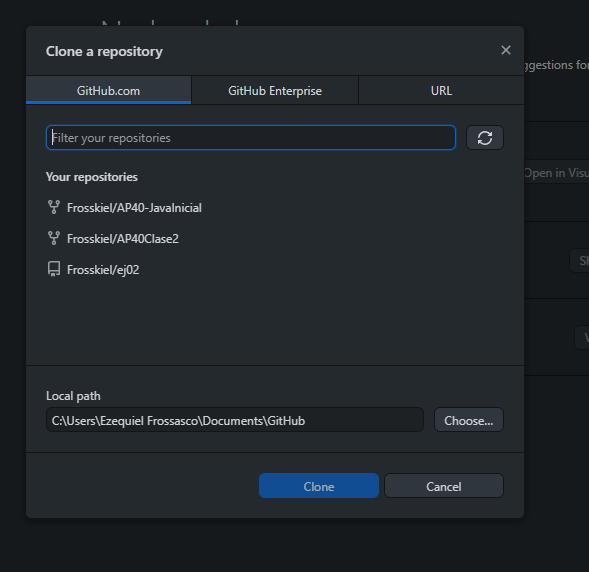 Clone a repository
ggestions for
GitHub.com
GitHub Enterprise
URL
Filter your repositories
Your repositories
Open in Visu
Frosskiel/AP40-JavaInicial
Frosskiel/AP40Clase2
Sh
Frosskiel/ej02
V
Local path
C:\Users\Ezequiel Frossasco\Documents\GitHub
Choose...
Clone
Cancel